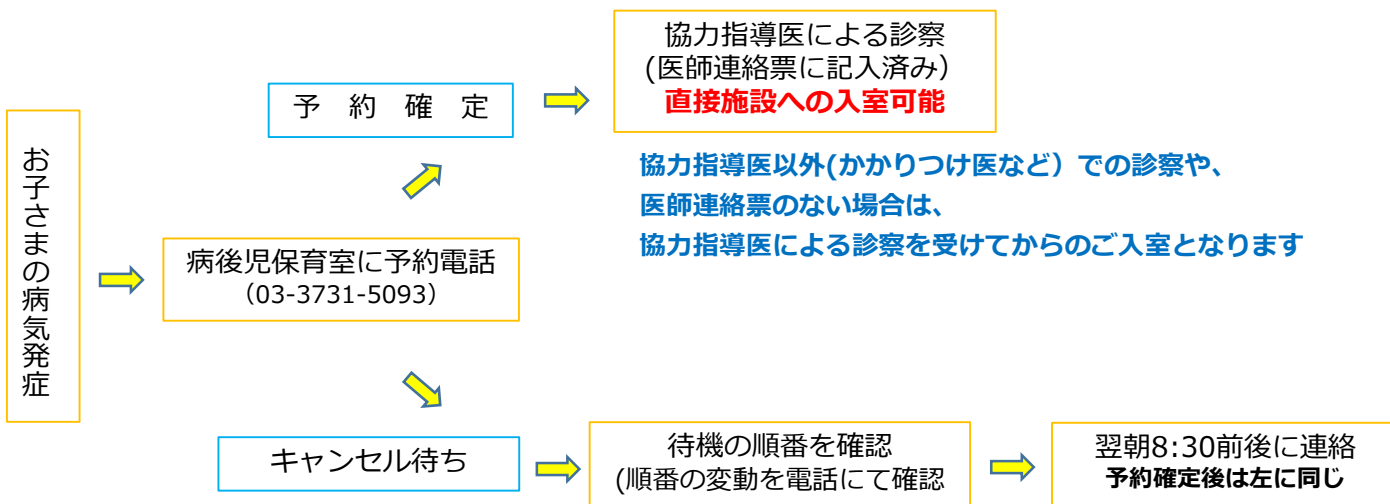 お子さまの病気発症
病後児保育室に予約電話
（03-3731-5093）
予　約　確　定
協力指導医による診察
(医師連絡票に記入済み）
直接施設への入室可能
協力指導医以外(かかりつけ医など）での診察や、
医師連絡票のない場合は、
協力指導医による診察を受けてからのご入室となります
キャンセル待ち
待機の順番を確認
(順番の変動を電話にて確認
翌朝8:30前後に連絡
予約確定後は左に同じ